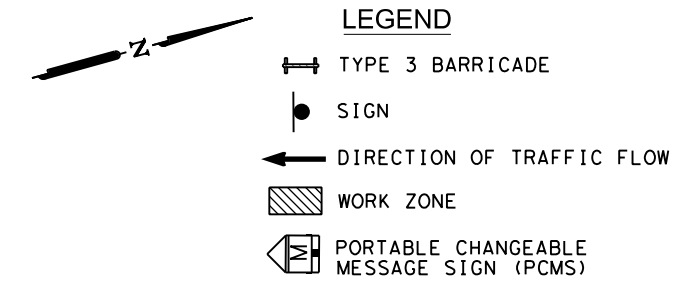 LEGEND
N
TYPE 3 BARRICADE
SIGN
DIRECTION OF TRAFFIC FLOW
WORK ZONE
M
PORTABLE CHANGEABLE
MESSAGE SIGN (PCMS)